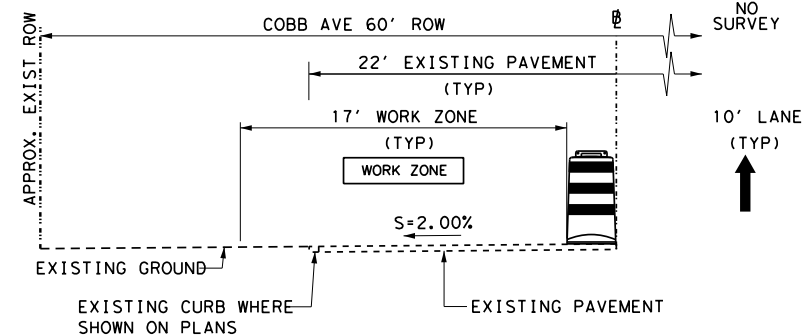 NO
SURVEY
COBB AVE 60' ROW
APPROX. EXIST ROW
22' EXISTING PAVEMENT
(TYP)
17' WORK ZONE
(TYP)
10' LANE
(TYP)
WORK ZONE
S=2.00%
EXISTING GROUND
EXISTING CURB WHERE
SHOWN ON PLANS
EXISTING PAVEMENT